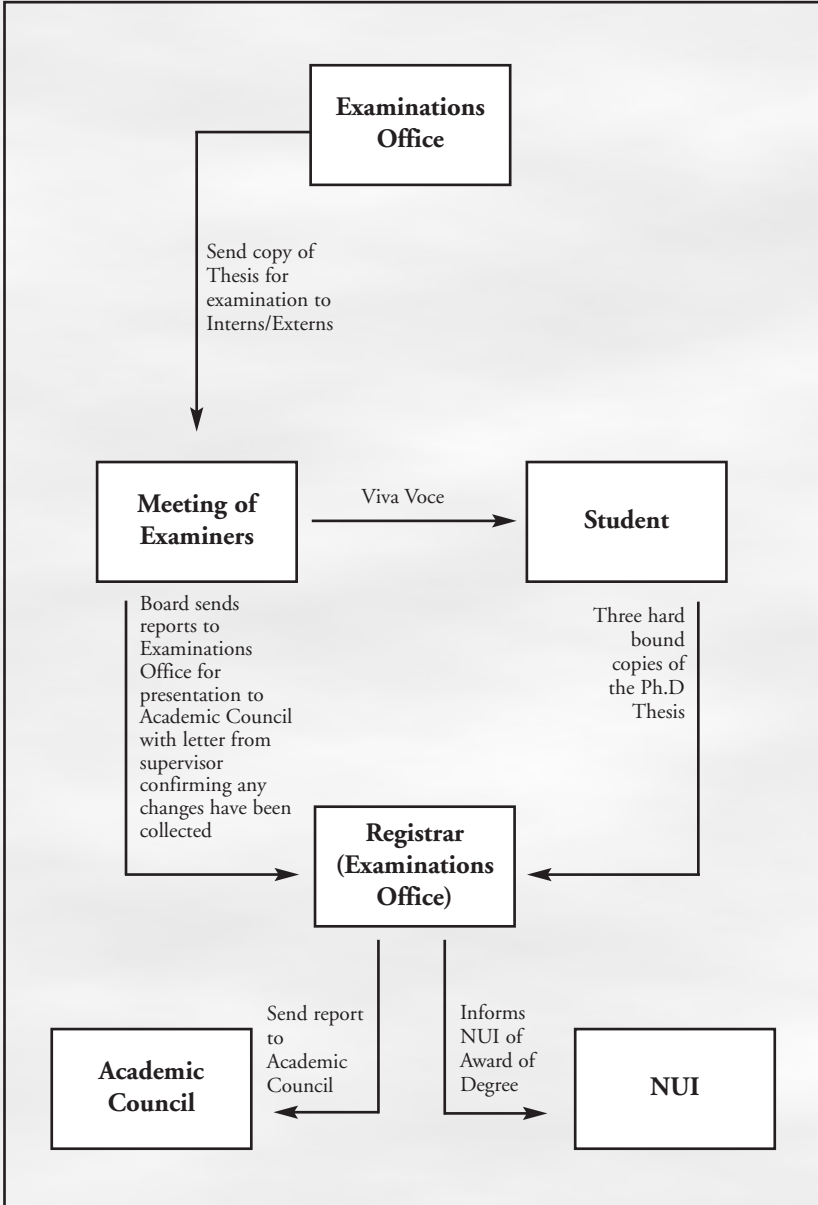 Examinations
Office
Send copy of
Thesis for
examination to
Interns/Externs
Meeting of
Examiners
Viva Voce
Student
Board sends
reports to
Examinations
Office for
presentation to
Academic Council
with letter from
supervisor
confirming any
changes have been
collected
Three hard
bound
copies of
the Ph.D
Thesis
Registrar
(Examinations
Office)
Send report
to
Academic
Council
Informs
NUI of
Award of
Degree
Academic
Council
NUI